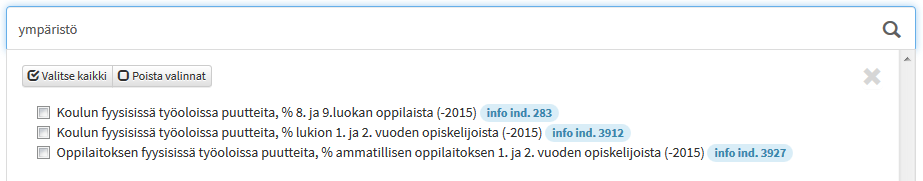 ympäristö
Valitse kaikki Poista valinnat
Koulun fyysisissä työoloissa puutteita, % 8. ja 9.luokan oppilaista (-2015) info ind. 283
Koulun fyysisissä työoloissa puutteita, % lukion 1. ja 2. vuoden opiskelijoista (-2015) info ind. 3912
Oppilaitoksen fyysisissä työoloissa puutteita, % ammatillisen oppilaitoksen 1. ja 2. vuoden opiskelijoista (-2015) info ind. 3927